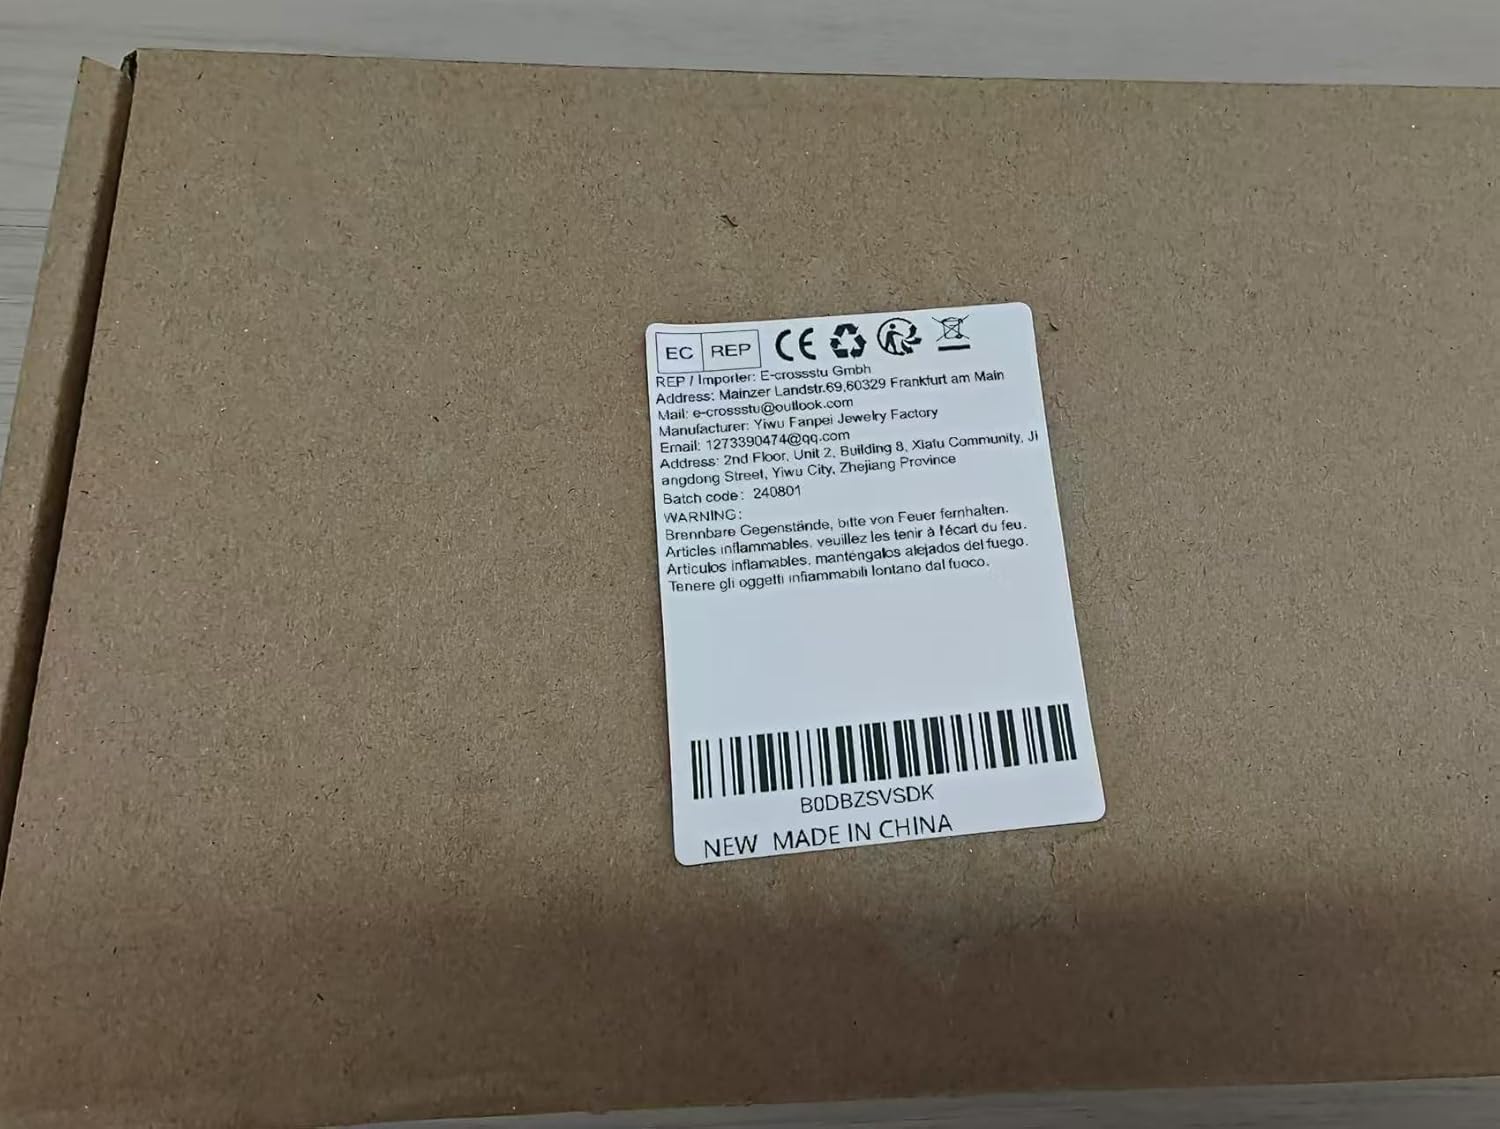 EC REP CE
REP / Importer: E-crossstu Gmbh
Address: Mainzer Landstr.69,60329 Frankfurt am Main
Mail: e-crossstu@outlook.com
Manufacturer: Yiwu Fanpei Jewelry Factory
Email: 1273390474@qq.com
Address: 2nd Floor, Unit 2, Building 8, Xiafu Community, Ji
angdong Street, Yiwu City, Zhejiang Province
Batch code: 240801
WARNING:
Brennbare Gegenstände, bitte von Feuer fernhalten.
Articles inflammables, veuillez les tenir à l'écart du feu.
Artículos inflamables, manténgalos alejados del fuego.
Tenere gli oggetti infiammabili lontano dal fuoco.
B0DBZSVSDK
NEW MADE IN CHINA